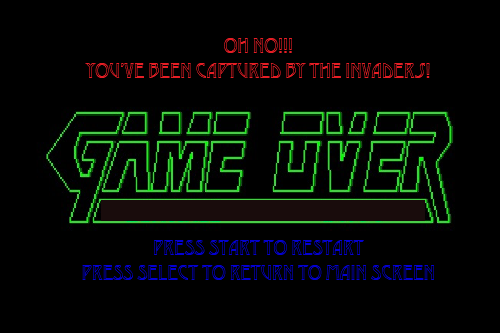 OH NO!!!
YOU'VE BEEN CAPTURED BY THE INVADERS!
GAME OVER
PRESS START TO RESTART
PRESS SELECT TO RETURN TO MAIN SCREEN